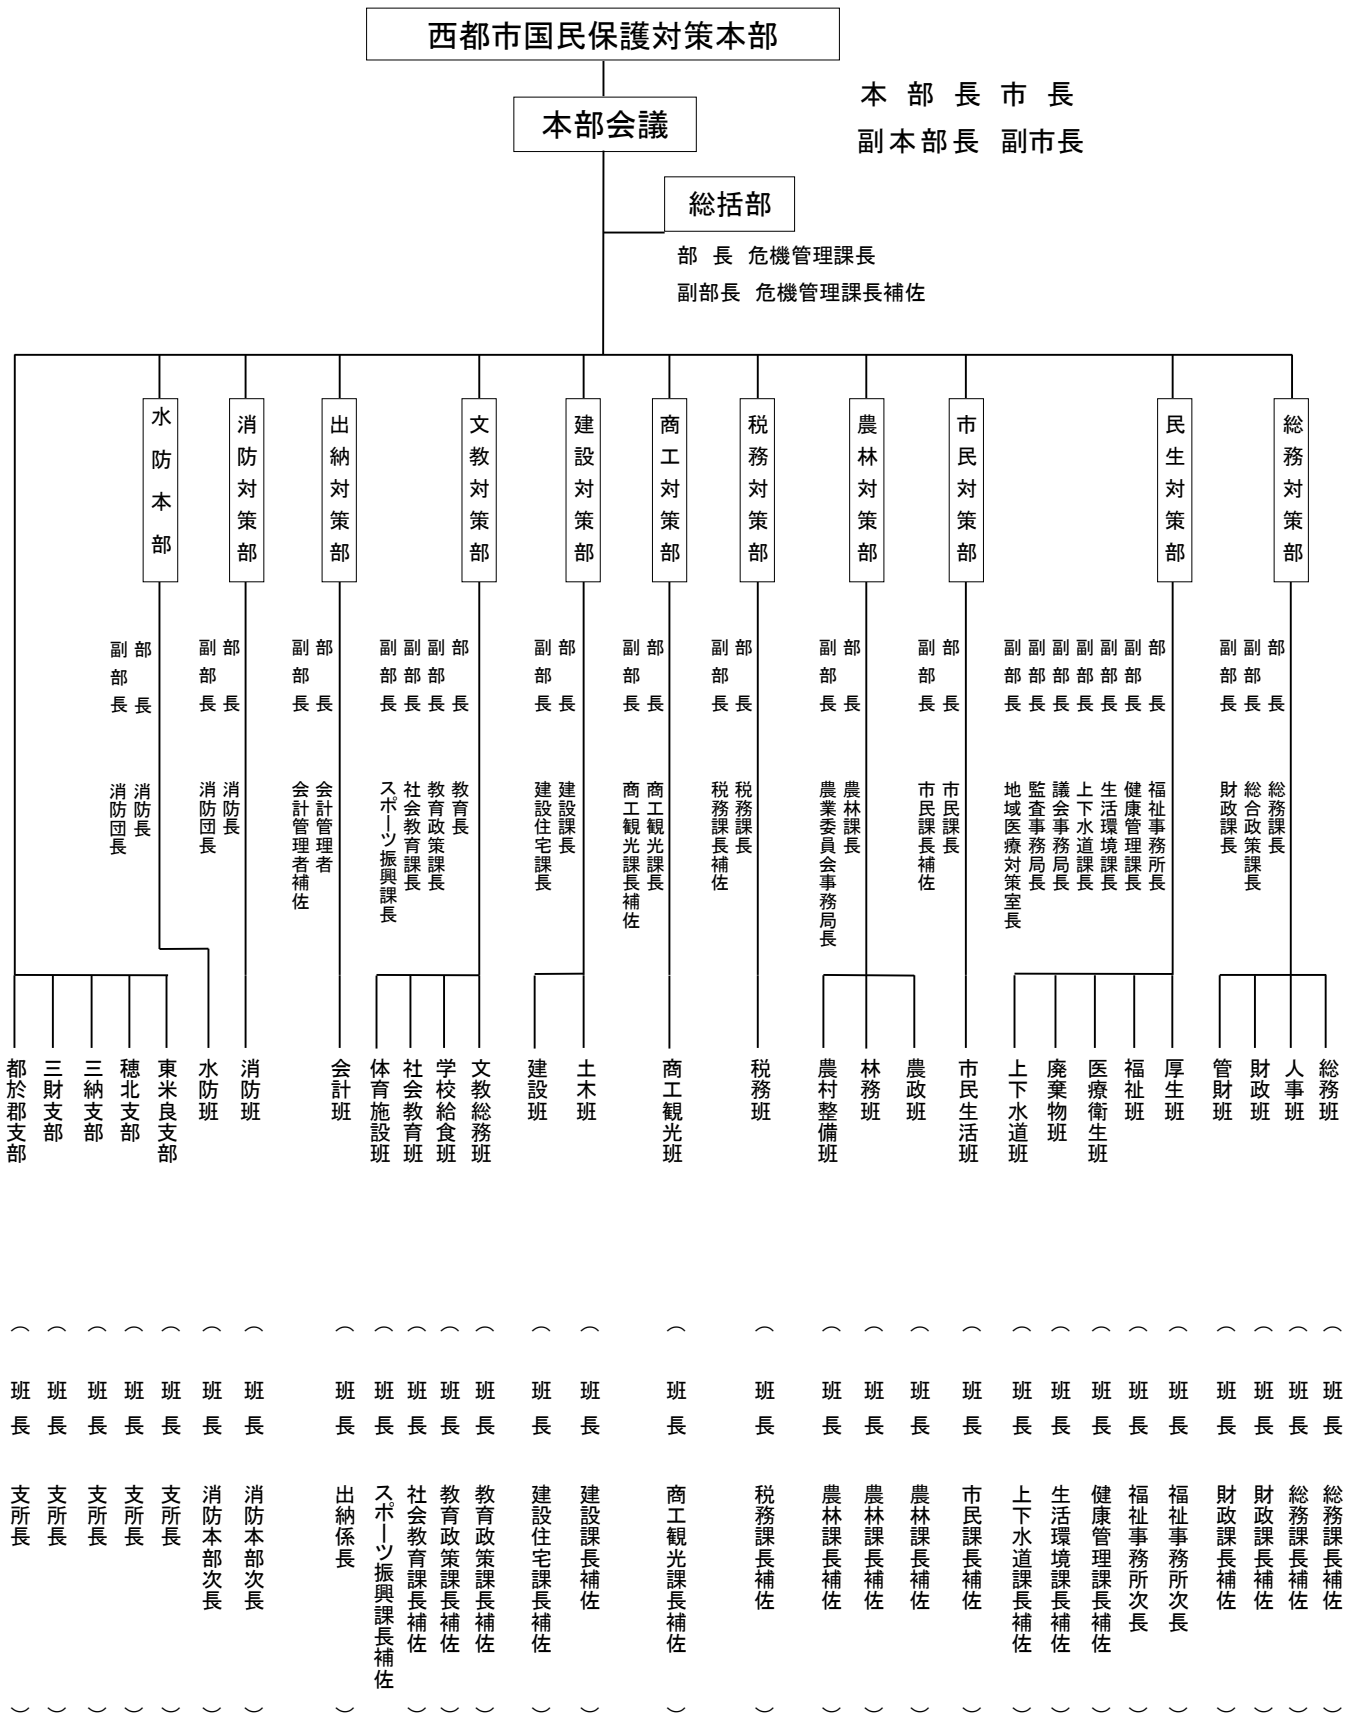 西都市国民保護対策本部
本部会議
本部長 市長
副本部長 副市長
総括部
部長 危機管理課長
副部長 危機管理課長補佐
総務対策部
民生対策部
市民対策部
農林対策部
税務対策部
商工対策部
建設対策部
文教対策部
出納対策部
消防対策部
水防本部
部長 総務課長
副部長 総合政策課長
副部長 財政課長
部長 福祉事務所長
副部長 健康管理課長
副部長 生活環境課長
副部長 上下水道課長
副部長 議会事務局長
副部長 監査事務局長
副部長 地域医療対策室長
部長 市民課長
副部長 市民課長補佐
部長 農林課長
副部長 農業委員会事務局長
部長 税務課長
副部長 税務課長補佐
部長 商工観光課長
副部長 商工観光課長補佐
部長 建設課長
副部長 建設住宅課長
部長 教育長
副部長 教育政策課長
副部長 社会教育課長
副部長 スポーツ振興課長
部長 会計管理者
副部長 会計管理者補佐
部長 消防長
副部長 消防団長
部長 消防長
副部長 消防団長
総務班(班長 総務課長補佐)
人事班(班長 総務課長補佐)
財政班(班長 財政課長補佐)
管財班(班長 財政課長補佐)
厚生班(班長 福祉事務所次長)
福祉班(班長 福祉事務所次長)
医療衛生班(班長 健康管理課長補佐)
廃棄物班(班長 生活環境課長補佐)
上下水道班(班長 上下水道課長補佐)
市民生活班(班長 市民課長補佐)
農政班(班長 農林課長補佐)
林務班(班長 農林課長補佐)
農村整備班(班長 農林課長補佐)
税務班(班長 税務課長補佐)
商工観光班(班長 商工観光課長補佐)
土木班(班長 建設課長補佐)
建設班(班長 建設住宅課長補佐)
文教総務班(班長 教育政策課長補佐)
学校給食班(班長 教育政策課長補佐)
社会教育班(班長 社会教育課長補佐)
体育施設班(班長 スポーツ振興課長補佐
会計班(班長 出納係長)
消防班(班長 消防本部次長)
水防班(班長 消防本部次長)
東米良支部(班長 支所長)
穂北支部(班長 支所長)
三納支部(班長 支所長)
三財支部(班長 支所長)
都於郡支部(班長 支所長)